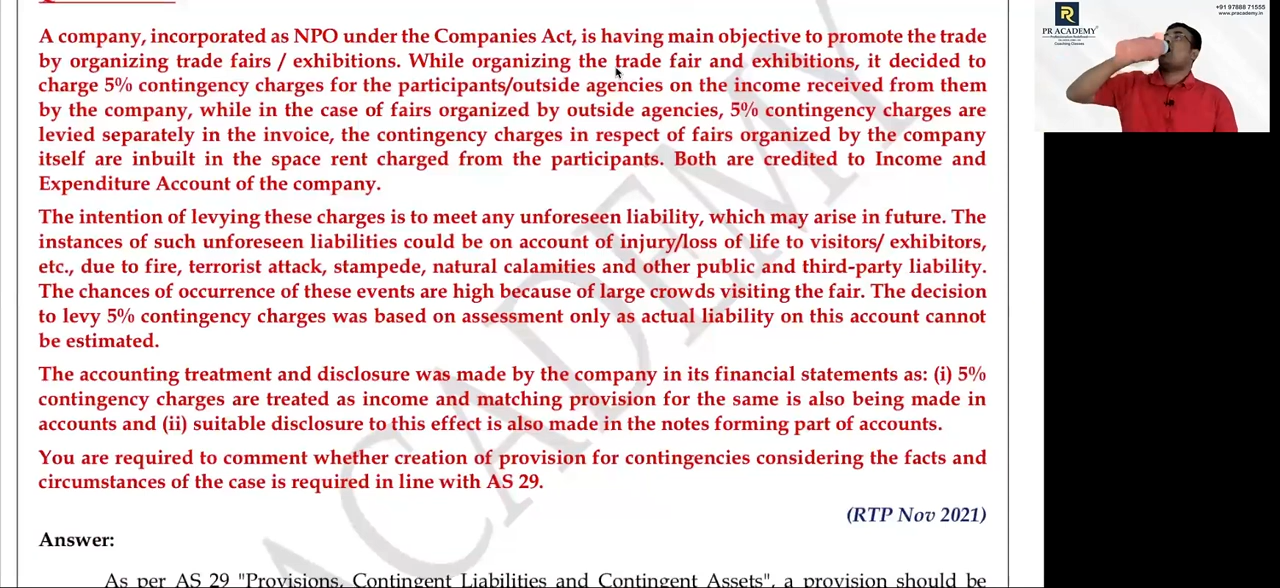 A company, incorporated as NPO under the Companies Act, is having main objective to promote the trade
by organizing trade fairs / exhibitions. While organizing the trade fair and exhibitions, it decided to
charge 5% contingency charges for the participants/outside agencies on the income received from them
by the company, while in the case of fairs organized by outside agencies, 5% contingency charges are
levied separately in the invoice, the contingency charges in respect of fairs organized by the company
itself are inbuilt in the space rent charged from the participants. Both are credited to Income and
Expenditure Account of the company.
The intention of levying these charges is to meet any unforeseen liability, which may arise in future. The
instances of such unforeseen liabilities could be on account of injury/loss of life to visitors/ exhibitors,
etc., due to fire, terrorist attack, stampede, natural calamities and other public and third-party liability.
The chances of occurrence of these events are high because of large crowds visiting the fair. The decision
to levy 5% contingency charges was based on assessment only as actual liability on this account cannot
be estimated.
The accounting treatment and disclosure was made by the company in its financial statements as: (i) 5%
contingency charges are treated as income and matching provision for the same is also being made in
accounts and (ii) suitable disclosure to this effect is also made in the notes forming part of accounts.
You are required to comment whether creation of provision for contingencies considering the facts and
circumstances of the case is required in line with AS 29.
(RTP Nov 2021)
Answer:
As per AS 29 "Provisions, Contingent Liabilities and Contingent Assets", a provision should be
ACADEMY
+91 97888 71555
www.pracademy.in
PR ACADEMY
Coaching Classes